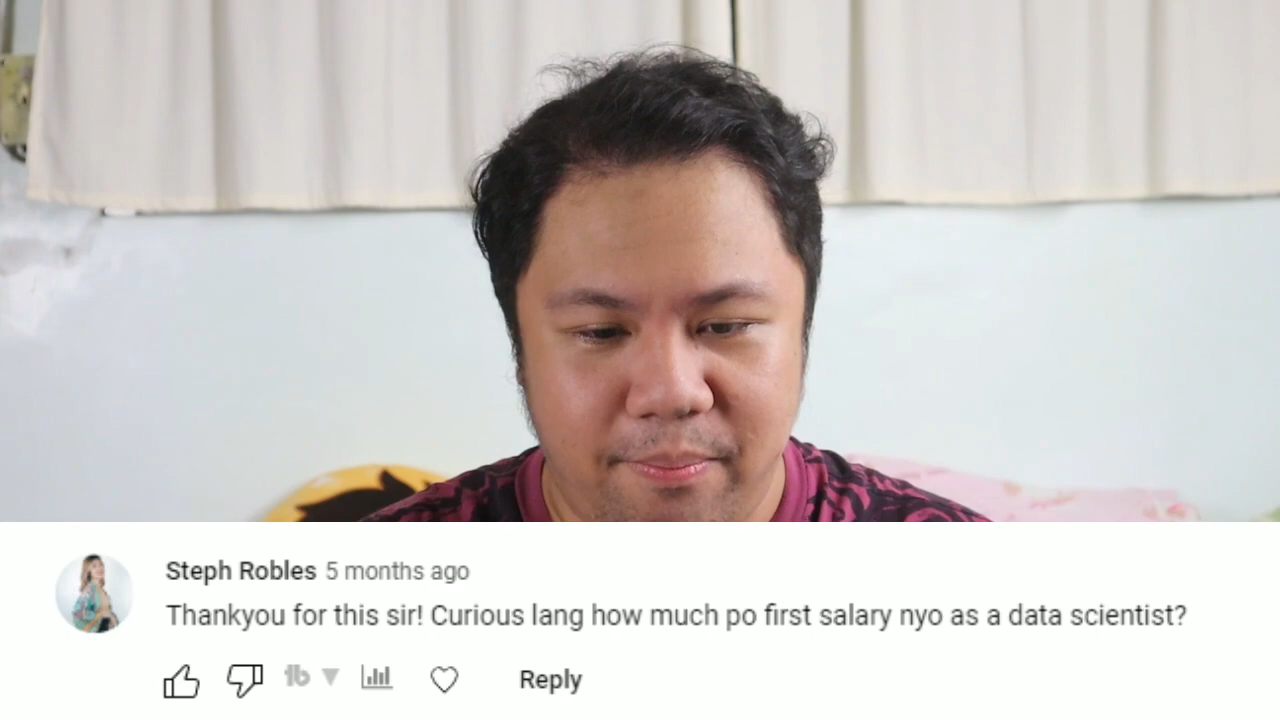 Steph Robles 5 months ago
Thankyou for this sir! Curious lang how much po first salary nyo as a data scientist?
Reply